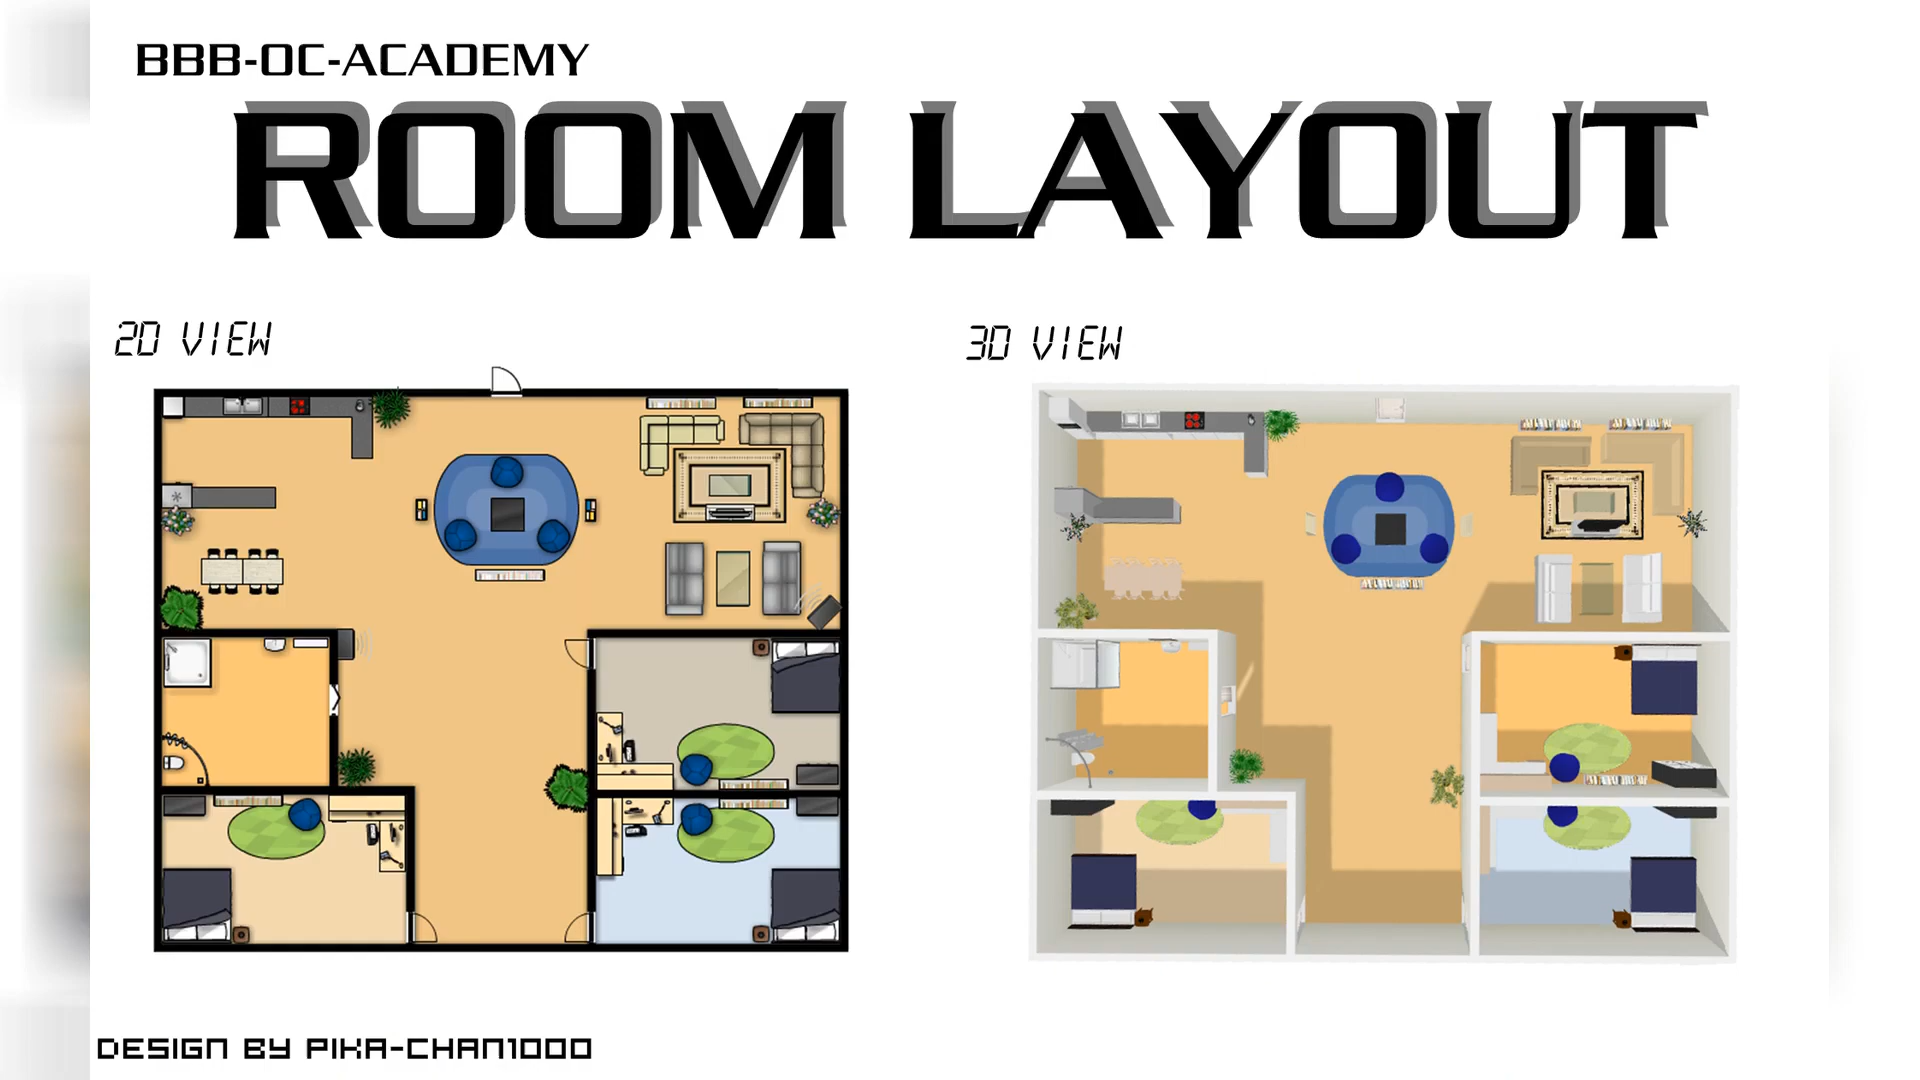 BBB-OC-ACADEMY
ROOM LAYOUT
2D VIEW
3D VIEW
DESIGN BY PIKA-CHAN1000